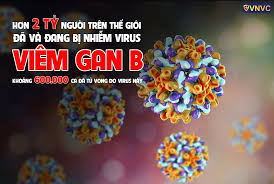 VNVC
HƠN 2 TỶ NGƯỜI TRÊN THẾ GIỚI
ĐÃ VÀ ĐANG BỊ NHIỄM VIRUS
VIÊM GAN B
KHOẢNG 600.000 CA ĐÃ TỬ VONG DO VIRUS NÀY